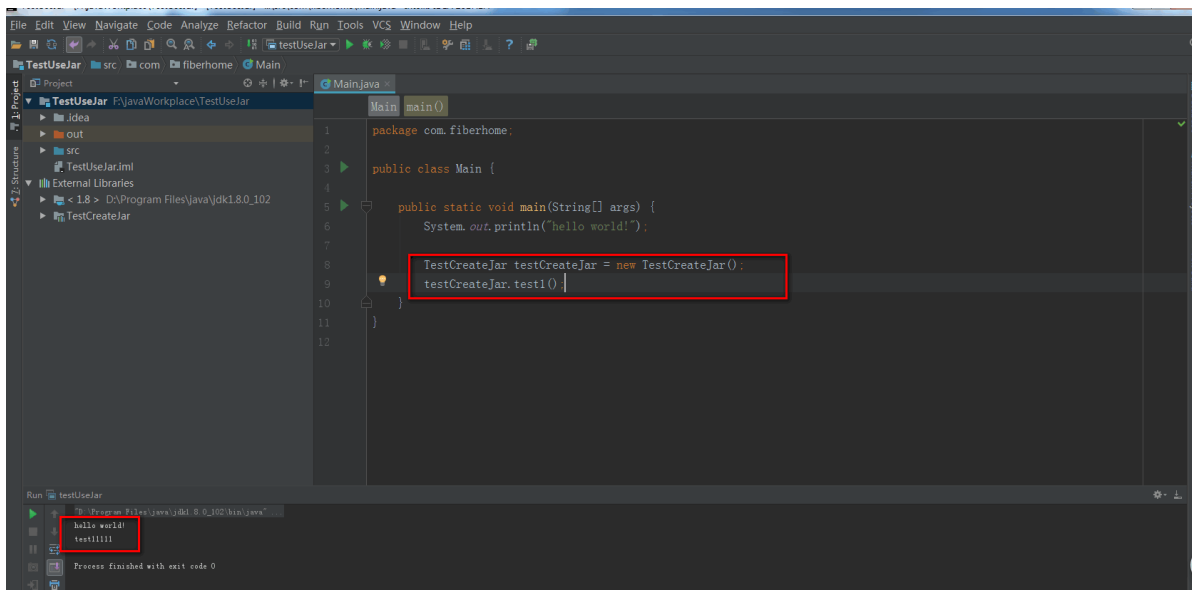 File Edit View Navigate Code Analyze Refactor Build Run Tools VCS Window Help
testUseJar
TestUseJar src com fiberhome Main
Project
Main.java
1: Project
TestUseJar F:\javaWorkplace\TestUseJar
Main main()
.idea
1 package com.fiberhome;
out
2
src
3 public class Main {
TestUseJar.iml
External Libraries
4
< 1.8 > D:\Program Files\java\jdk1.8.0_102
5 public static void main(String[] args) {
TestCreateJar
6 System.out.println("hello world!");
7: Structure
7
8 TestCreateJar testCreateJar = new TestCreateJar();
9 testCreateJar.test1();
10 }
11 }
12
Run testUseJar
"D:\Program Files\java\jdk1.8.0_102\bin\java" ...
hello world!
test11111
Process finished with exit code 0